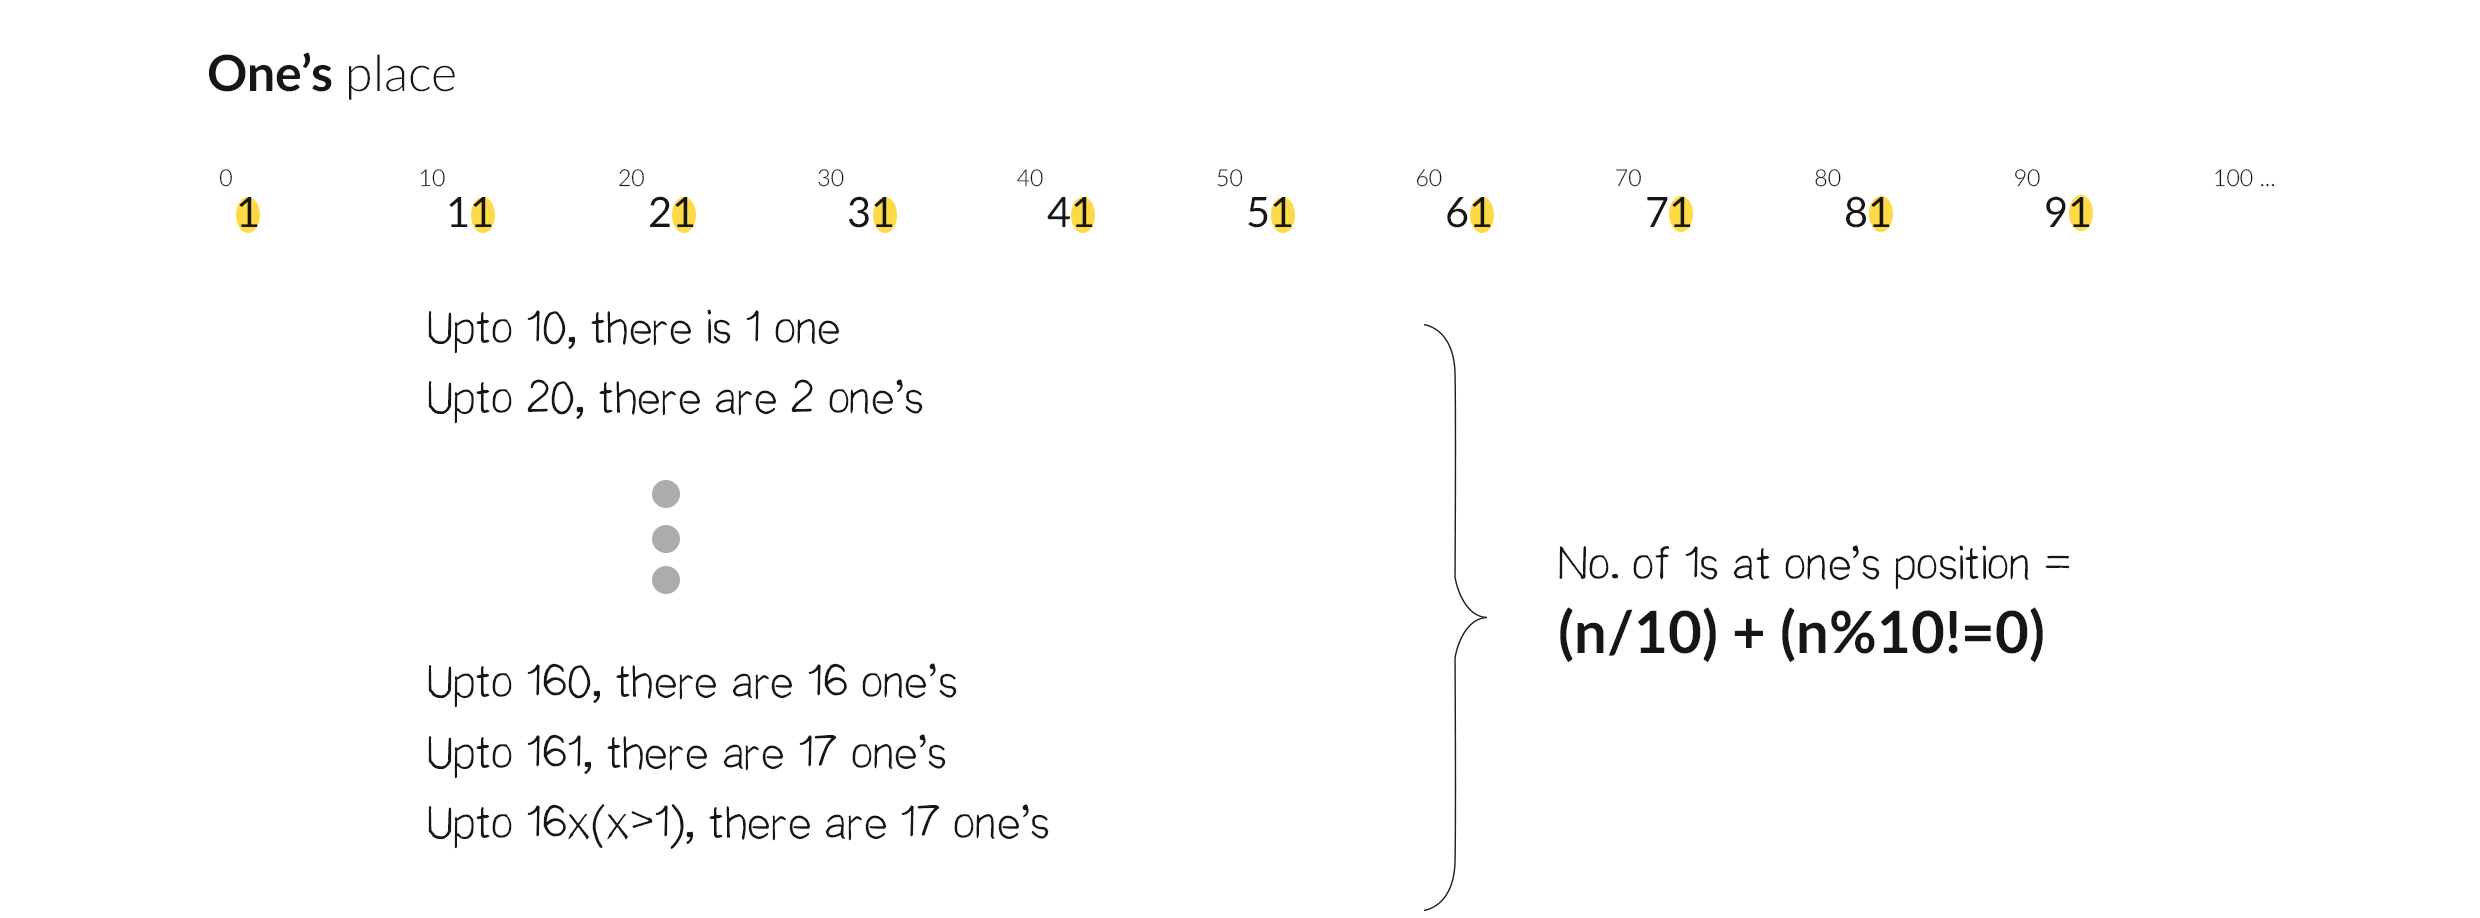 One’s place
0 10 20 30 40 50 60 70 80 90 100 ...
1 11 21 31 41 51 61 71 81 91
Upto 10, there is 1 one
Upto 20, there are 2 one’s
No. of 1s at one’s position =
(n/10) + (n%10!=0)
Upto 160, there are 16 one’s
Upto 161, there are 17 one’s
Upto 16x(x>1), there are 17 one’s